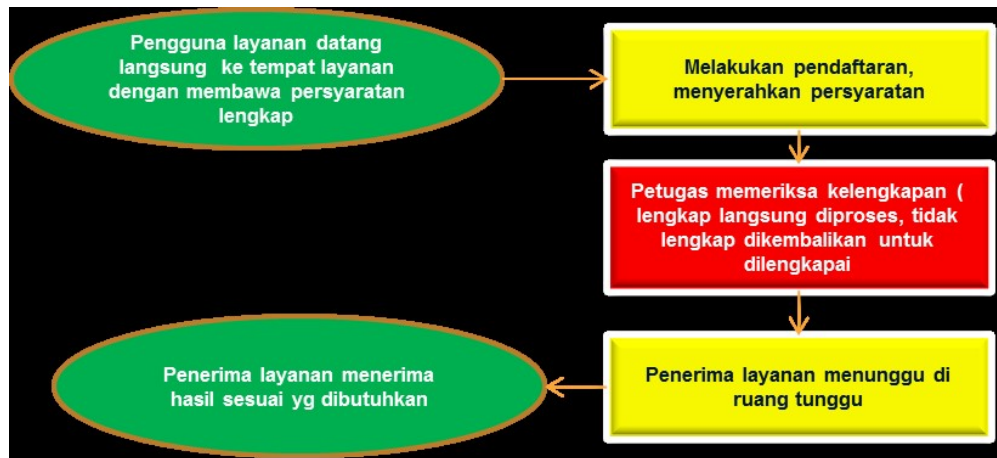 Pengguna layanan datang
langsung ke tempat layanan
dengan membawa persyaratan
lengkap
Melakukan pendaftaran,
menyerahkan persyaratan
Petugas memeriksa kelengkapan (
lengkap langsung diproses, tidak
lengkap dikembalikan untuk
dilengkapai
Penerima layanan menunggu di
ruang tunggu
Penerima layanan menerima
hasil sesuai yg dibutuhkan